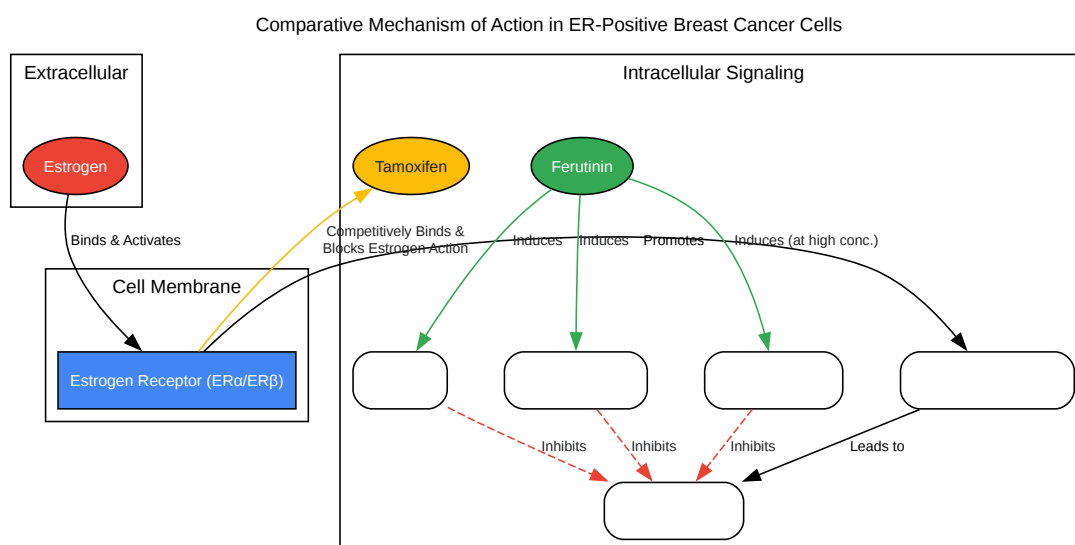 Comparative Mechanism of Action in ER-Positive Breast Cancer Cells
Extracellular
Intracellular Signaling
Estrogen
Tamoxifen
Ferutinin
Binds & Activates
Competitively Binds &
Blocks Estrogen Action
Induces
Induces
Promotes
Induces (at high conc.)
Cell Membrane
Estrogen Receptor (ERα/ERβ)
Inhibits
Inhibits
Inhibits
Leads to